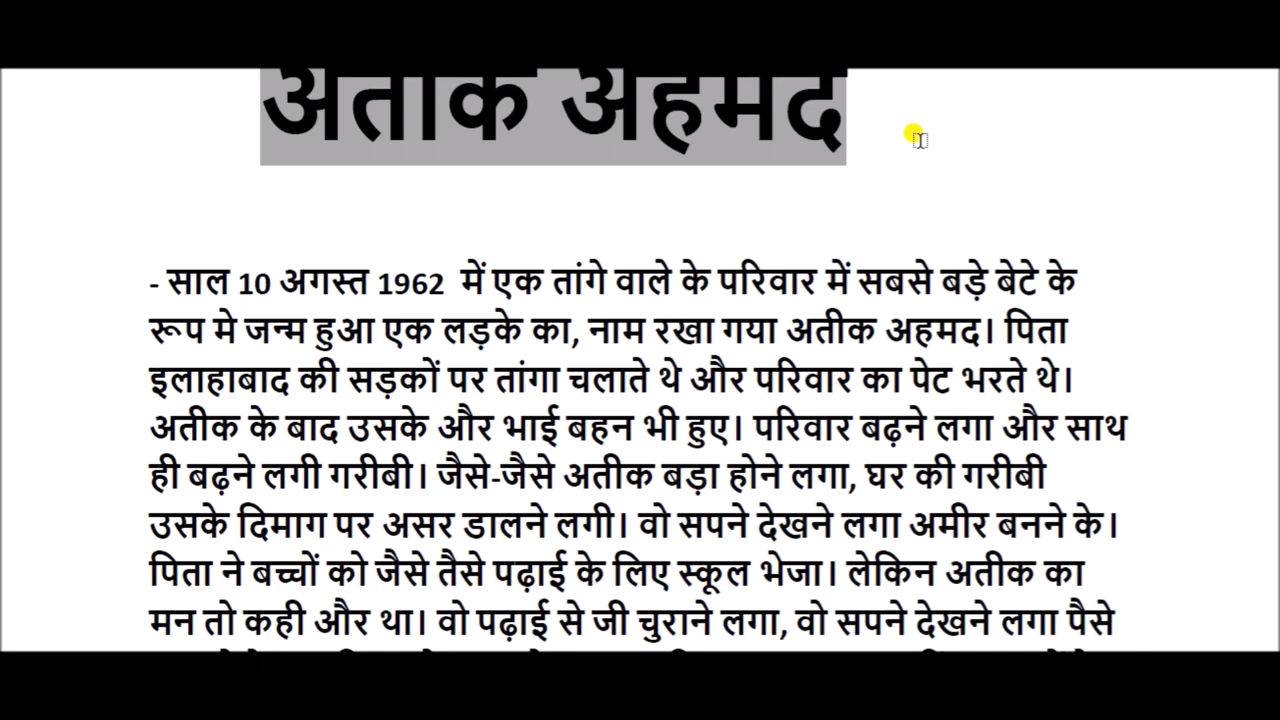 अतीक अहमद
- साल 10 अगस्त 1962 में एक तांगे वाले के परिवार में सबसे बड़े बेटे के
रूप मे जन्म हुआ एक लड़के का, नाम रखा गया अतीक अहमद। पिता
इलाहाबाद की सड़कों पर तांगा चलाते थे और परिवार का पेट भरते थे।
अतीक के बाद उसके और भाई बहन भी हुए। परिवार बढ़ने लगा और साथ
ही बढ़ने लगी गरीबी। जैसे-जैसे अतीक बड़ा होने लगा, घर की गरीबी
उसके दिमाग पर असर डालने लगी। वो सपने देखने लगा अमीर बनने के।
पिता ने बच्चों को जैसे तैसे पढ़ाई के लिए स्कूल भेजा। लेकिन अतीक का
मन तो कही और था। वो पढ़ाई से जी चुराने लगा, वो सपने देखने लगा पैसे